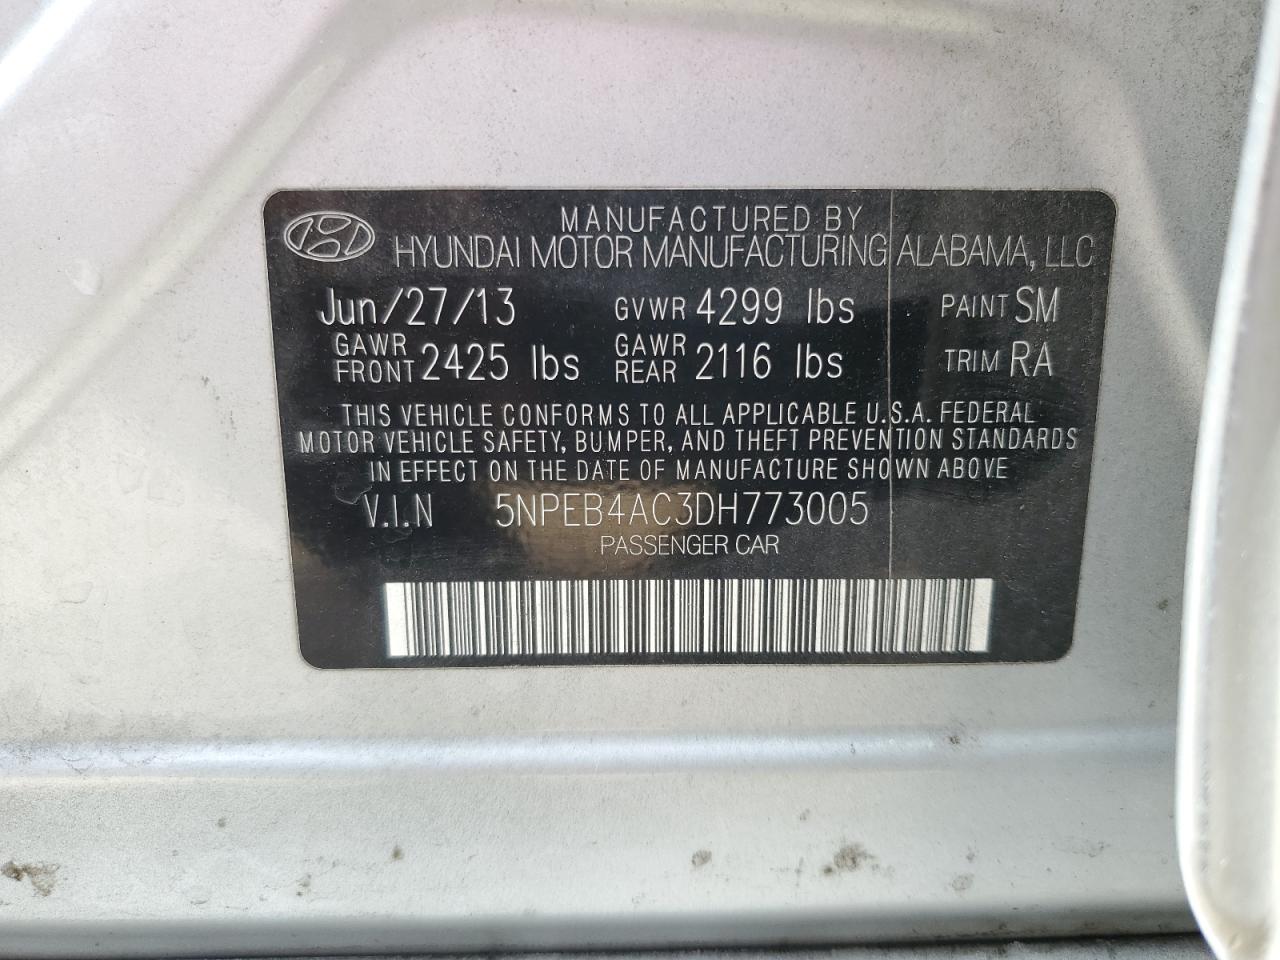 MANUFACTURED BY
HYUNDAI MOTOR MANUFACTURING ALABAMA, LLC
Jun/27/13 GVWR 4299 lbs PAINT SM
GAWR FRONT 2425 lbs GAWR REAR 2116 lbs TRIM RA
THIS VEHICLE CONFORMS TO ALL APPLICABLE U.S.A. FEDERAL
MOTOR VEHICLE SAFETY, BUMPER, AND THEFT PREVENTION STANDARDS
IN EFFECT ON THE DATE OF MANUFACTURE SHOWN ABOVE
V.I.N 5NPEB4AC3DH773005
PASSENGER CAR